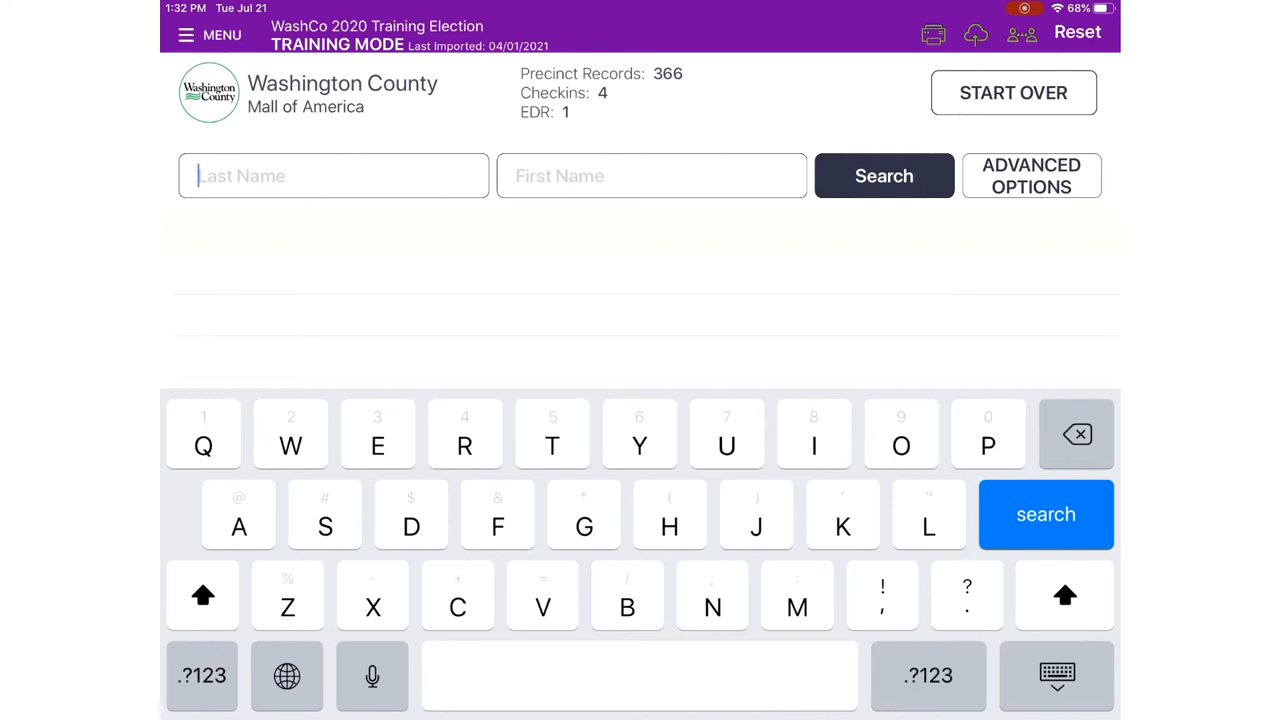 1:32 PM Tue Jul 21
68%
MENU
WashCo 2020 Training Election
TRAINING MODE Last Imported: 04/01/2021
Reset
Washington
County
Washington County
Mall of America
Precinct Records: 366
Checkins: 4
EDR: 1
START OVER
Last Name
First Name
Search
ADVANCED
OPTIONS
1 2 3 4 5 6 7 8 9 0
Q W E R T Y U I O P
@ # $ & * ( ) ' "
A S D F G H J K L search
% - + = / ; : ! ?
Z X C V B N M , .
.?123 .?123